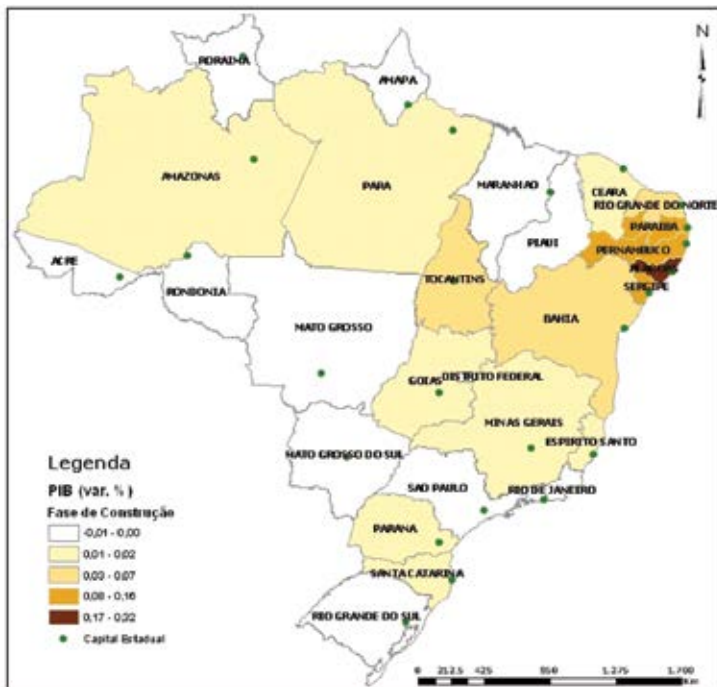 N
RORAIMA
AMAPA
AMAZONAS
PARA
MARANHAO
CEARA
RIO GRANDE DO NORTE
PARAIBA
PIAUI
PERNAMBUCO
ACRE
ALAGOAS
TOCANTINS
SERGIPE
RONDONIA
BAHIA
MATO GROSSO
DISTRITO FEDERAL
GOIAS
MINAS GERAIS
ESPIRITO SANTO
MATO GROSSO DO SUL
SAO PAULO
RIO DE JANEIRO
PARANA
SANTA CATARINA
RIO GRANDE DO SUL
Legenda
PIB (var. %)
Fase de Construção
-0,01 - 0,00
0,01 - 0,02
0,03 - 0,07
0,08 - 0,16
0,17 - 0,32
Capital Estadual
0 212,5 425 850 1.275 1.700
Km